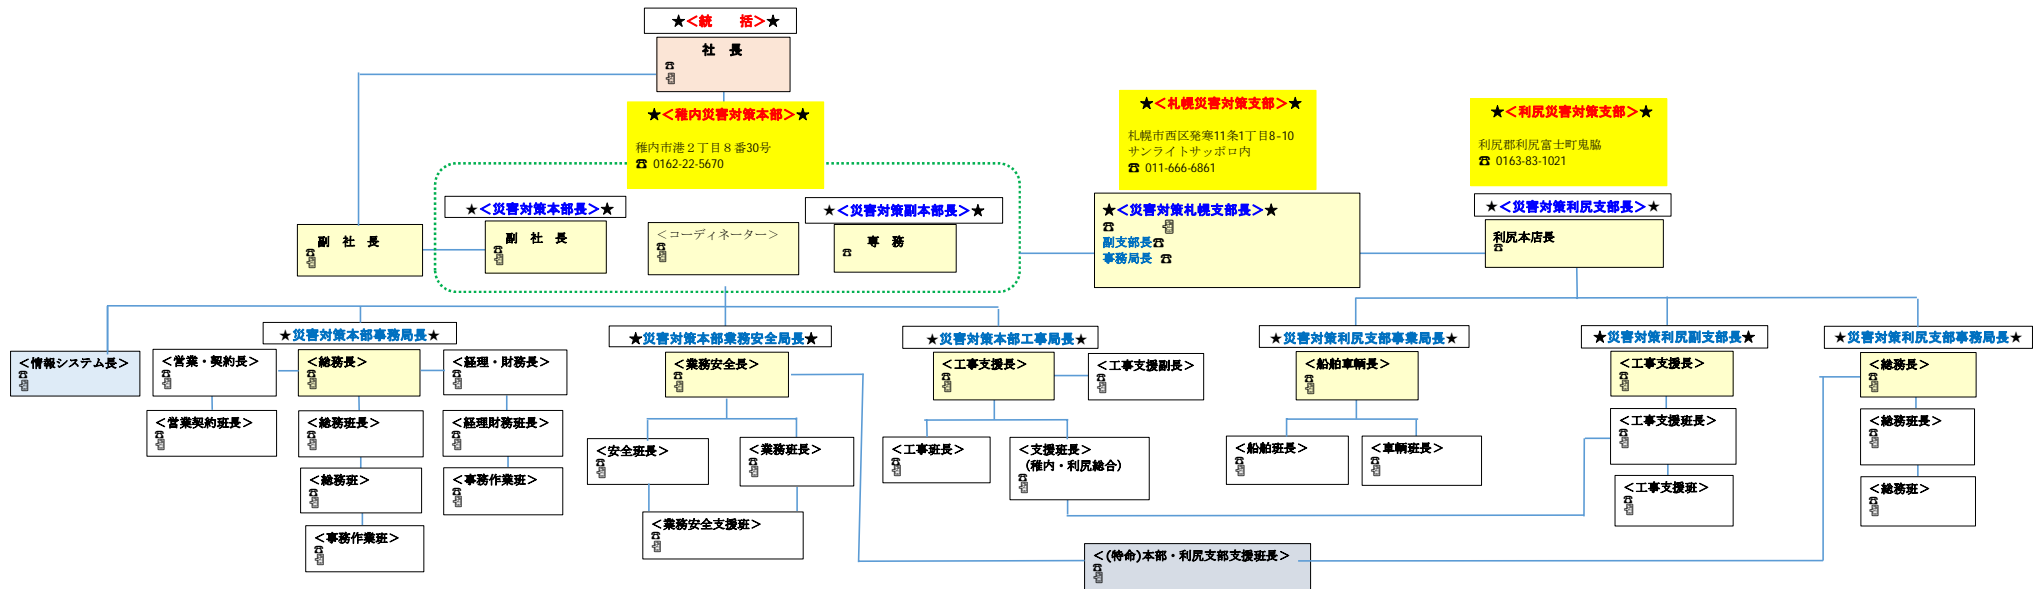 ★＜統　括＞★
社　長
☎
★＜稚内災害対策本部＞★
稚内市港２丁目８番30号
☎ 0162-22-5670
★＜札幌災害対策支部＞★
札幌市西区発寒11条1丁目8-10
サンライトサッポロ内
☎ 011-666-6861
★＜利尻災害対策支部＞★
利尻郡利尻富士町鬼脇
☎ 0163-83-1021
副　社　長
☎
★＜災害対策本部長＞★
副　社　長
☎
＜コーディネーター＞
☎
★＜災害対策副本部長＞★
専　務
☎
★＜災害対策札幌支部長＞★
☎
副支部長☎
事務局長 ☎
★＜災害対策利尻支部長＞★
利尻本店長
☎
＜情報システム長＞
☎
★災害対策本部事務局長★
＜営業・契約長＞
☎
＜総務長＞
☎
＜経理・財務長＞
☎
＜営業契約班長＞
☎
＜総務班長＞
☎
＜経理財務班長＞
☎
＜総務班＞
☎
＜事務作業班＞
☎
＜事務作業班＞
☎
★災害対策本部業務安全局長★
＜業務安全長＞
☎
＜安全班長＞
☎
＜業務班長＞
☎
＜業務安全支援班＞
☎
★災害対策本部工事局長★
＜工事支援長＞
☎
＜工事支援副長＞
☎
＜工事班長＞
☎
＜支援班長＞
（稚内・利尻総合）
☎
★災害対策利尻支部事業局長★
＜船舶車輌長＞
☎
＜船舶班長＞
☎
＜車輌班長＞
☎
★災害対策利尻副支部長★
＜工事支援長＞
☎
＜工事支援班長＞
☎
＜工事支援班＞
☎
★災害対策利尻支部事務局長★
＜総務長＞
☎
＜総務班長＞
☎
＜総務班＞
☎
＜(特命)本部・利尻支部支援班長＞
☎